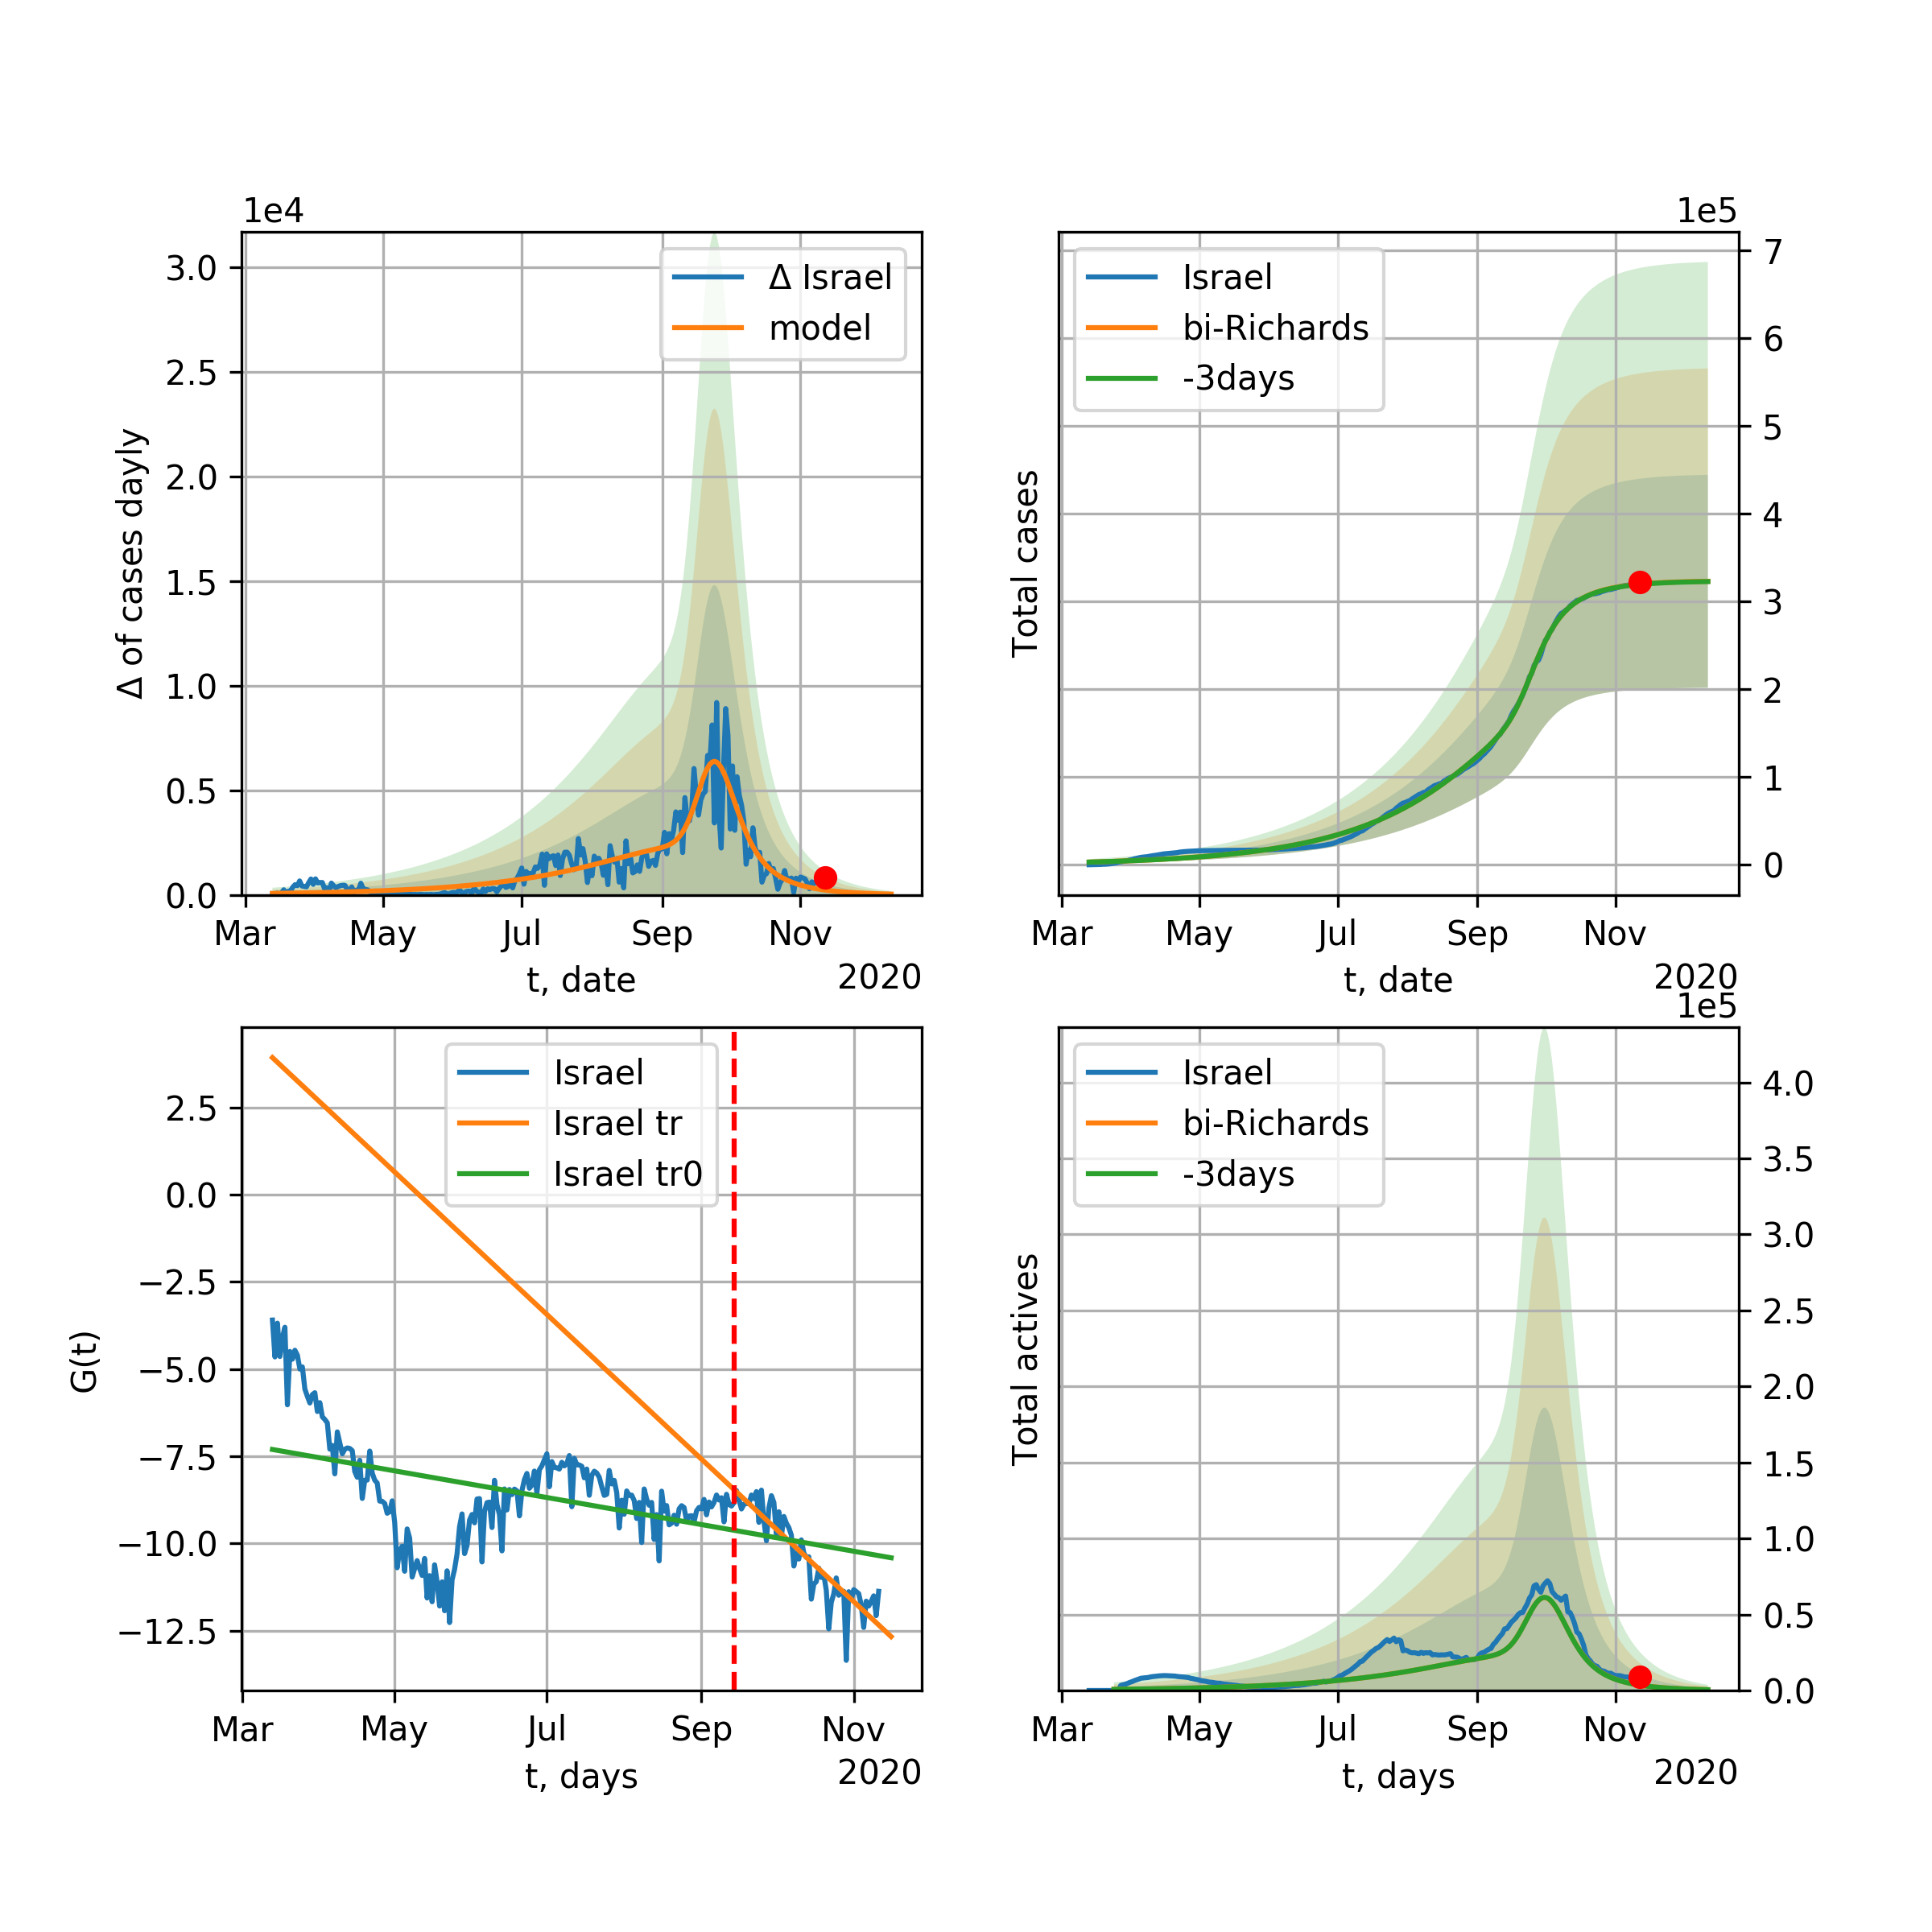 1e4
3.0
2.5
2.0
1.5
1.0
0.5
0.0
Δ of cases dayly
Δ Israel
model
Mar May Jul Sep Nov
t, date
2020
1e5
7
6
5
4
3
2
1
0
Total cases
Israel
bi-Richards
-3days
Mar May Jul Sep Nov
t, date
2020
2.5
0.0
−2.5
−5.0
−7.5
−10.0
−12.5
G(t)
Israel
Israel tr
Israel tr0
Mar May Jul Sep Nov
t, days
2020
1e5
4.0
3.5
3.0
2.5
2.0
1.5
1.0
0.5
0.0
Total actives
Israel
bi-Richards
-3days
Mar May Jul Sep Nov
t, days
2020